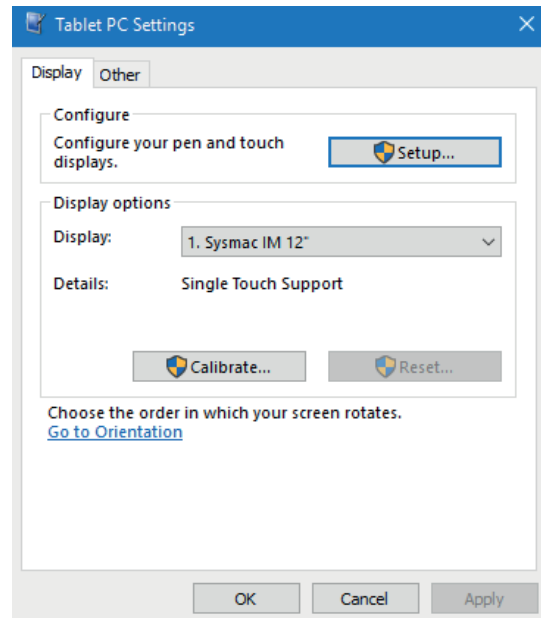 Tablet PC Settings
Display
Other
Configure
Configure your pen and touch
displays.
Setup...
Display options
Display:
1. Sysmac IM 12"
Details:
Single Touch Support
Calibrate...
Reset...
Choose the order in which your screen rotates.
Go to Orientation
OK
Cancel
Apply